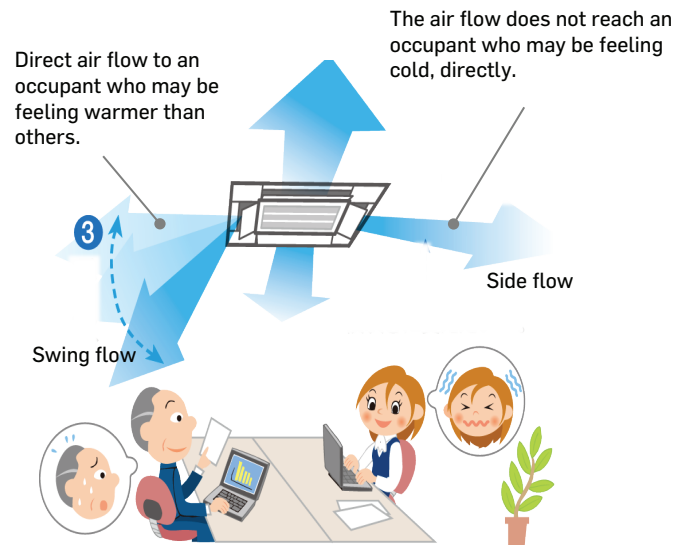 The air flow does not reach an
occupant who may be feeling
cold, directly.
Direct air flow to an
occupant who may be
feeling warmer than
others.
3
Side flow
Swing flow